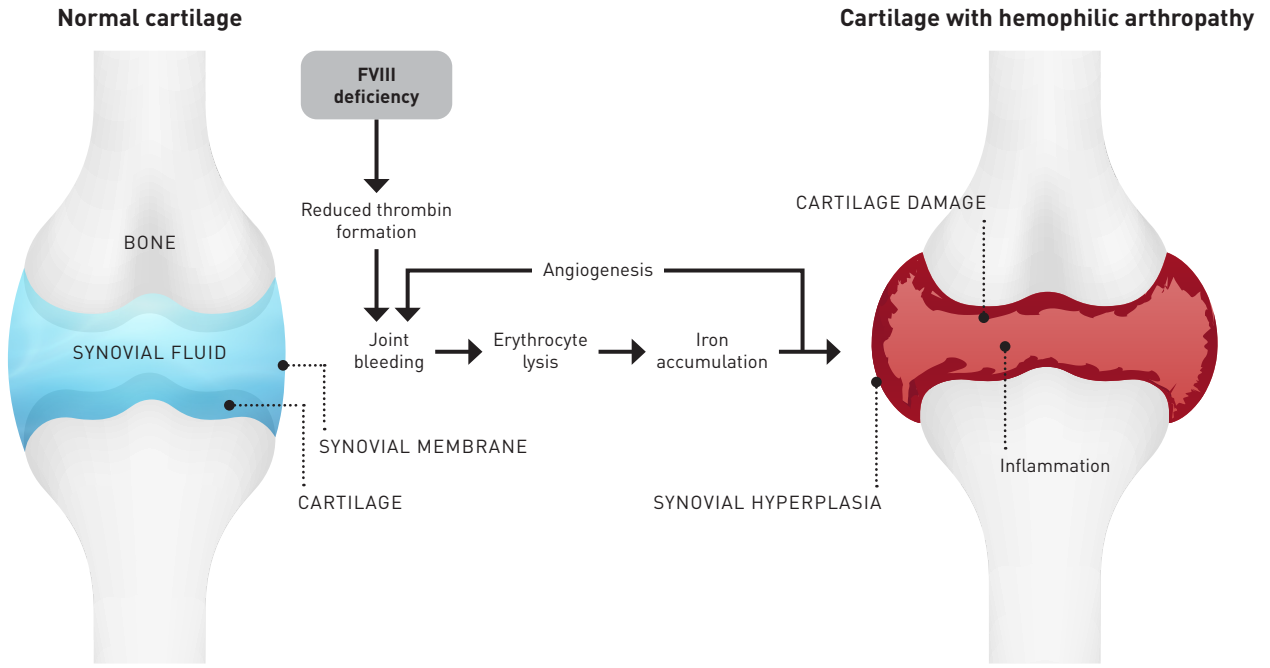 Normal cartilage
Cartilage with hemophilic arthropathy
FVIII
deficiency
Reduced thrombin
formation
CARTILAGE DAMAGE
BONE
Angiogenesis
SYNOVIAL FLUID
Joint
bleeding
Erythrocyte
lysis
Iron
accumulation
SYNOVIAL MEMBRANE
Inflammation
CARTILAGE
SYNOVIAL HYPERPLASIA